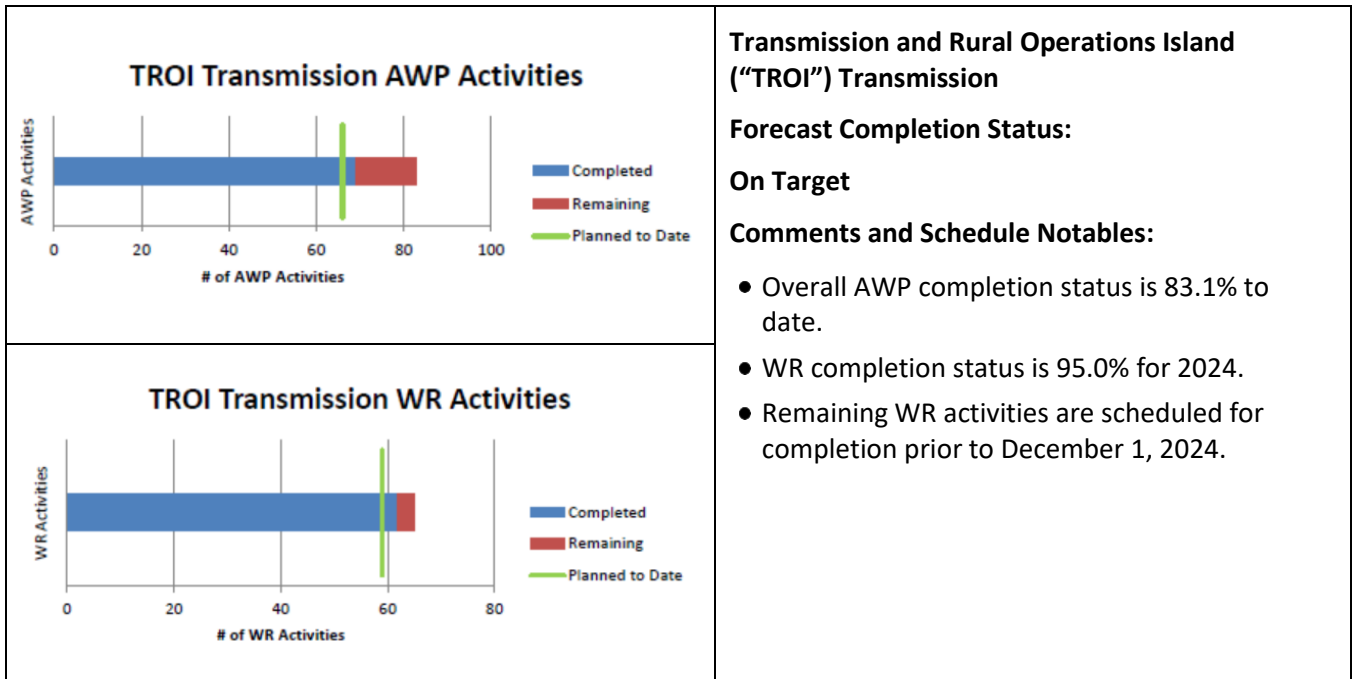 TROI Transmission AWP Activities
AWP Activities
Completed
Remaining
Planned to Date
0 20 40 60 80 100
# of AWP Activities
TROI Transmission WR Activities
WR Activities
Completed
Remaining
Planned to Date
0 20 40 60 80
# of WR Activities
Transmission and Rural Operations Island
(“TROI”) Transmission
Forecast Completion Status:
On Target
Comments and Schedule Notables:
• Overall AWP completion status is 83.1% to
date.
• WR completion status is 95.0% for 2024.
• Remaining WR activities are scheduled for
completion prior to December 1, 2024.